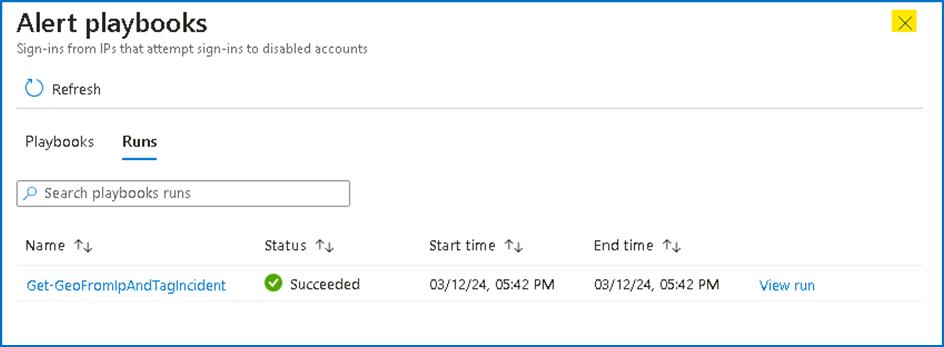 Alert playbooks
Sign-ins from IPs that attempt sign-ins to disabled accounts
Refresh
Playbooks Runs
Search playbooks runs
Name Status Start time End time
Get-GeoFromIpAndTagIncident Succeeded 03/12/24, 05:42 PM 03/12/24, 05:42 PM View run